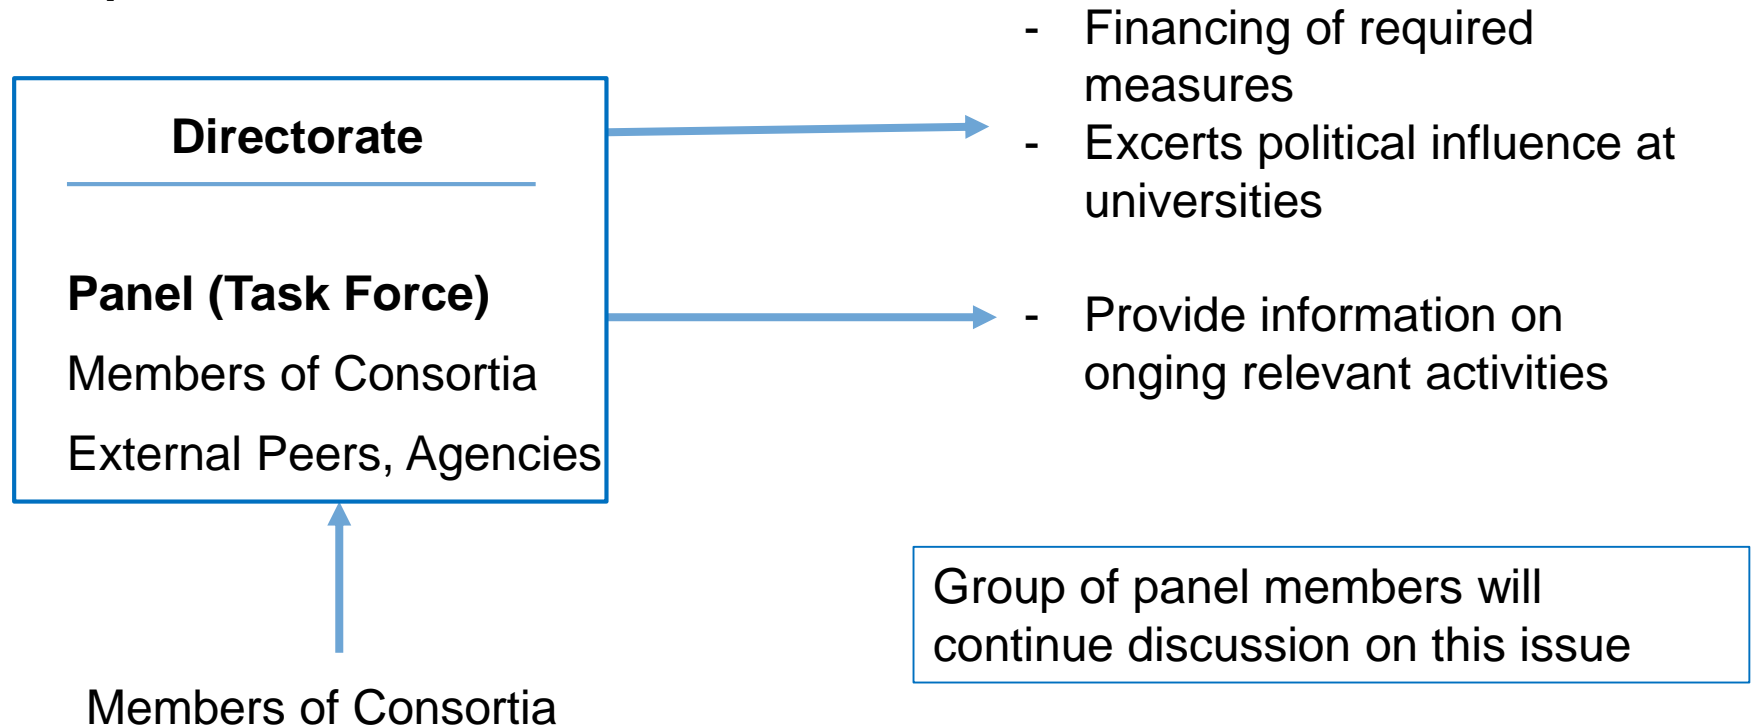 Directorate
Panel (Task Force)
Members of Consortia
External Peers, Agencies
Members of Consortia
- Financing of required
measures
- Excerts political influence at
universities
- Provide information on
onging relevant activities
Group of panel members will
continue discussion on this issue